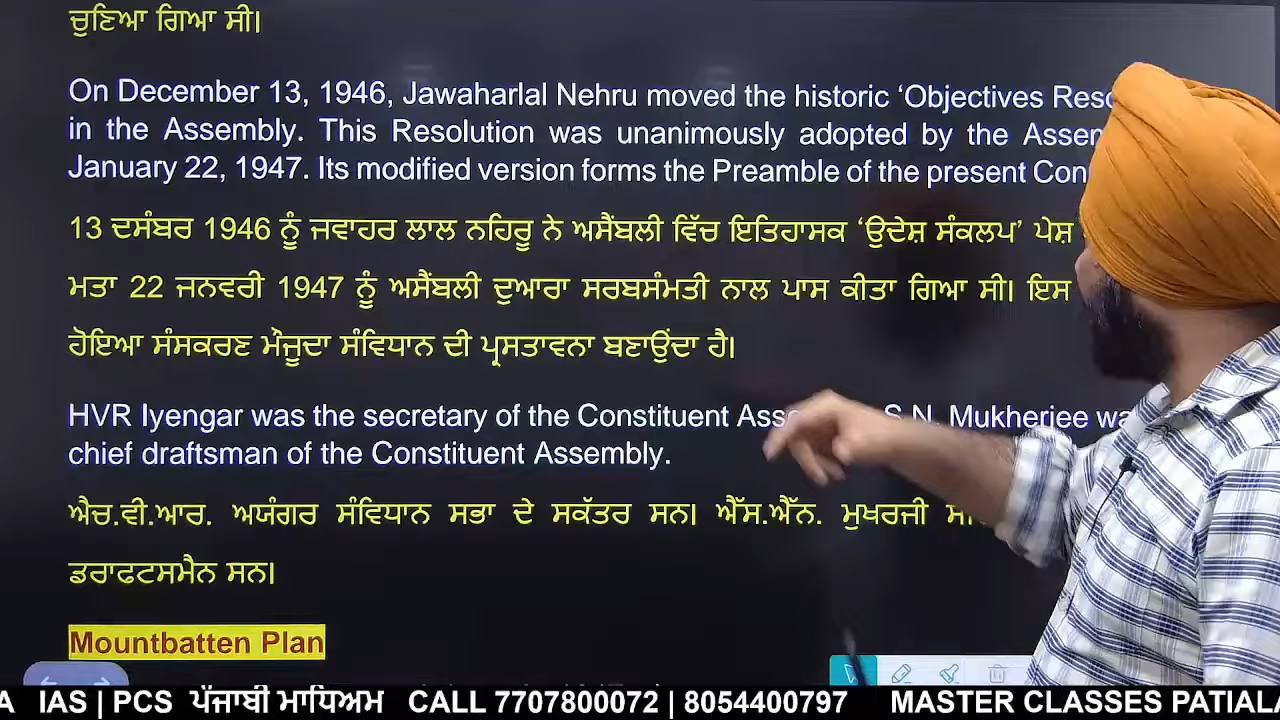 ਚੁਣਿਆ ਗਿਆ ਸੀ।
On December 13, 1946, Jawaharlal Nehru moved the historic ‘Objectives
in the Assembly. This Resolution was unanimously adopted by the
January 22, 1947. Its modified version forms the Preamble of the present
13 ਦਸੰਬਰ 1946 ਨੂੰ ਜਵਾਹਰ ਲਾਲ ਨਹਿਰੂ ਨੇ ਅਸੈਂਬਲੀ ਵਿੱਚ ਇਤਿਹਾਸਕ ‘ਉਦੇਸ਼ ਸੰਕਲਪ’ ਪੇਸ਼
ਮਤਾ 22 ਜਨਵਰੀ 1947 ਨੂੰ ਅਸੈਂਬਲੀ ਦੁਆਰਾ ਸਰਬਸੰਮਤੀ ਨਾਲ ਪਾਸ ਕੀਤਾ ਗਿਆ ਸੀ। ਇਸ
ਹੋਇਆ ਸੰਸਕਰਣ ਮੌਜੂਦਾ ਸੰਵਿਧਾਨ ਦੀ ਪ੍ਰਸਤਾਵਨਾ ਬਣਾਉਂਦਾ ਹੈ।
HVR Iyengar was the secretary of the Constituent S.N. Mukherjee
chief draftsman of the Constituent Assembly.
ਐਚ.ਵੀ.ਆਰ. ਅਯੰਗਰ ਸੰਵਿਧਾਨ ਸਭਾ ਦੇ ਸਕੱਤਰ ਸਨ। ਐੱਸ.ਐੱਨ. ਮੁਖਰਜੀ
ਡਰਾਫਟਸਮੈਨ ਸਨ।
Mountbatten Plan
A IAS | PCS ਪੰਜਾਬੀ ਮਾਧਿਅਮ CALL 7707800072 | 8054400797 MASTER CLASSES PATIALA